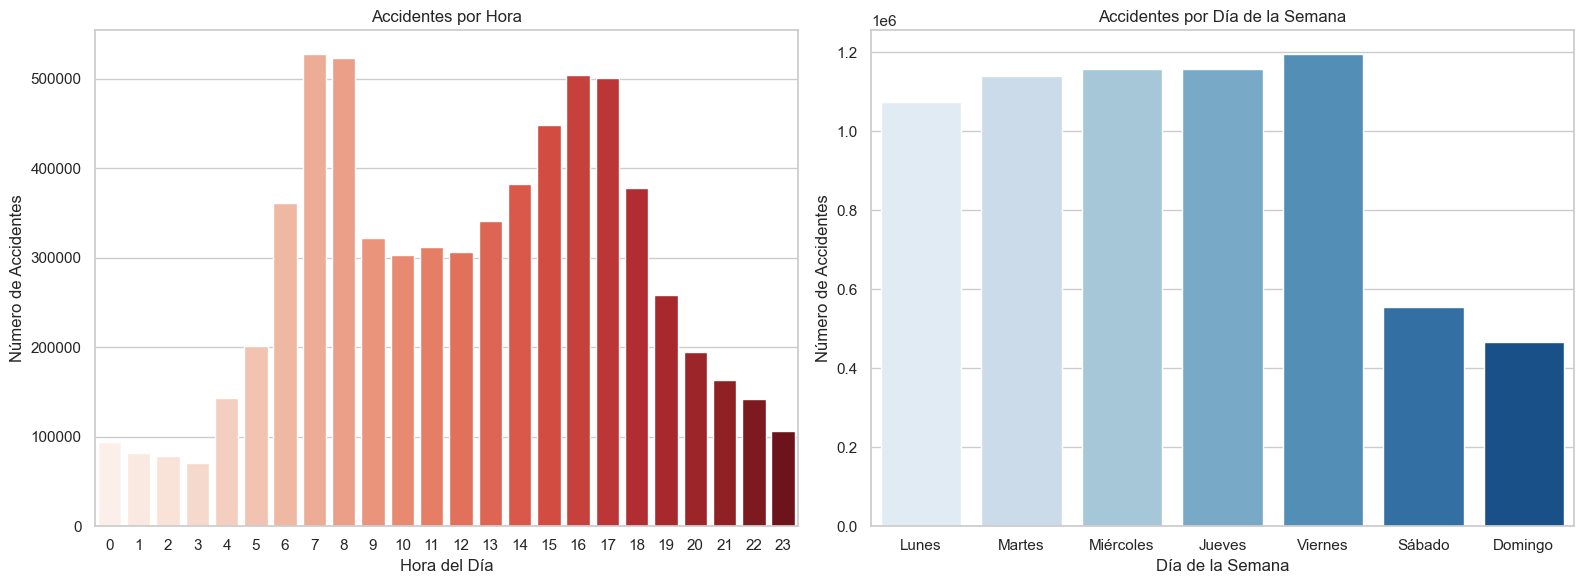 Accidentes por Hora
Número de Accidentes
500000
400000
300000
200000
100000
0
0 1 2 3 4 5 6 7 8 9 10 11 12 13 14 15 16 17 18 19 20 21 22 23
Hora del Día
Accidentes por Día de la Semana
1e6
Número de Accidentes
1.2
1.0
0.8
0.6
0.4
0.2
0.0
Lunes Martes Miércoles Jueves Viernes Sábado Domingo
Día de la Semana